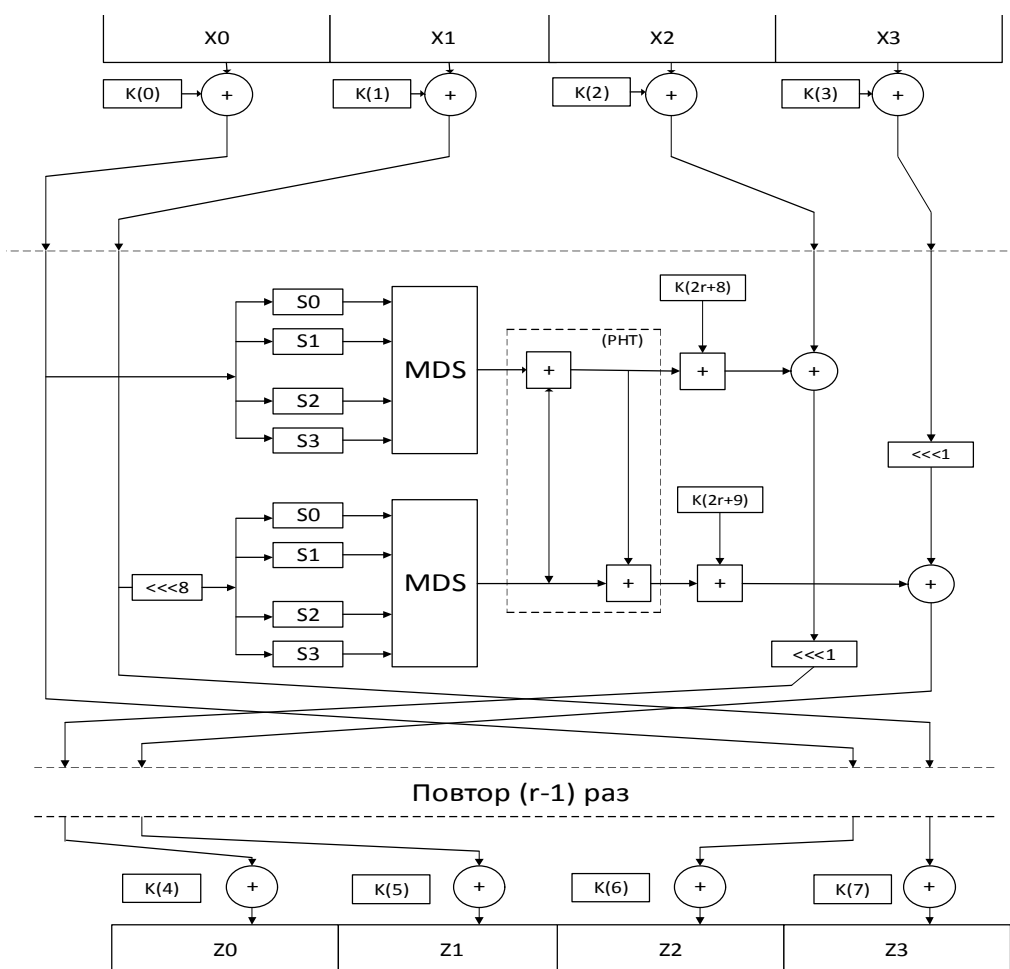 X0 X1 X2 X3
K(0) + K(1) + K(2) + K(3) +
K(2r+8)
S0
(PHT)
S1
MDS
+ + +
S2
S3
<<<1
K(2r+9)
S0
S1
MDS
<<<8
+ + +
S2
S3
<<<1
Повтор (r-1) раз
K(4) + K(5) + K(6) + K(7) +
Z0 Z1 Z2 Z3